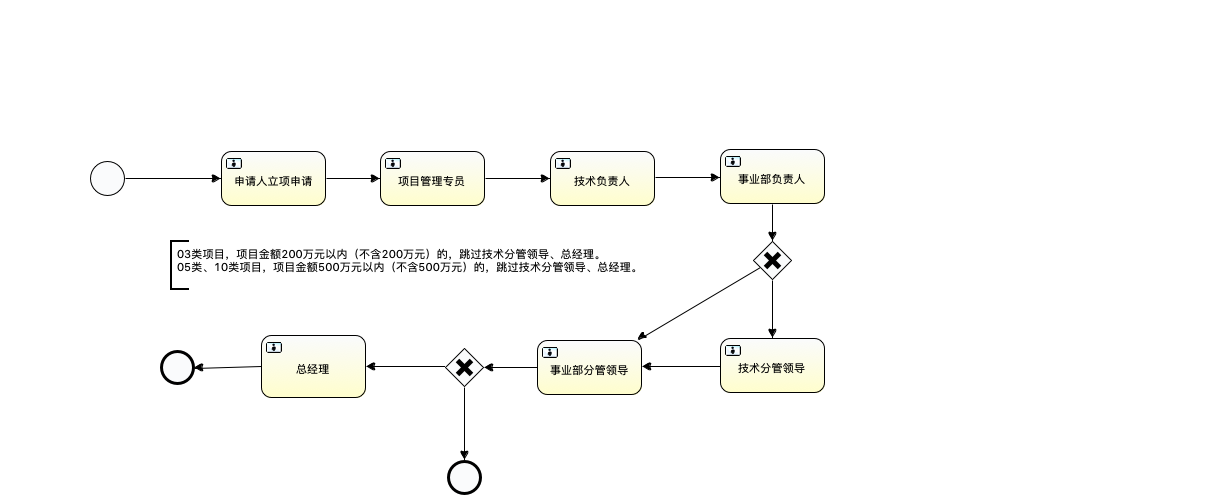 申请人立项申请
项目管理专员
技术负责人
事业部负责人
03类项目，项目金额200万元以内（不含200万元）的，跳过技术分管领导、总经理。
05类、10类项目，项目金额500万元以内（不含500万元）的，跳过技术分管领导、总经理。
总经理
事业部分管领导
技术分管领导